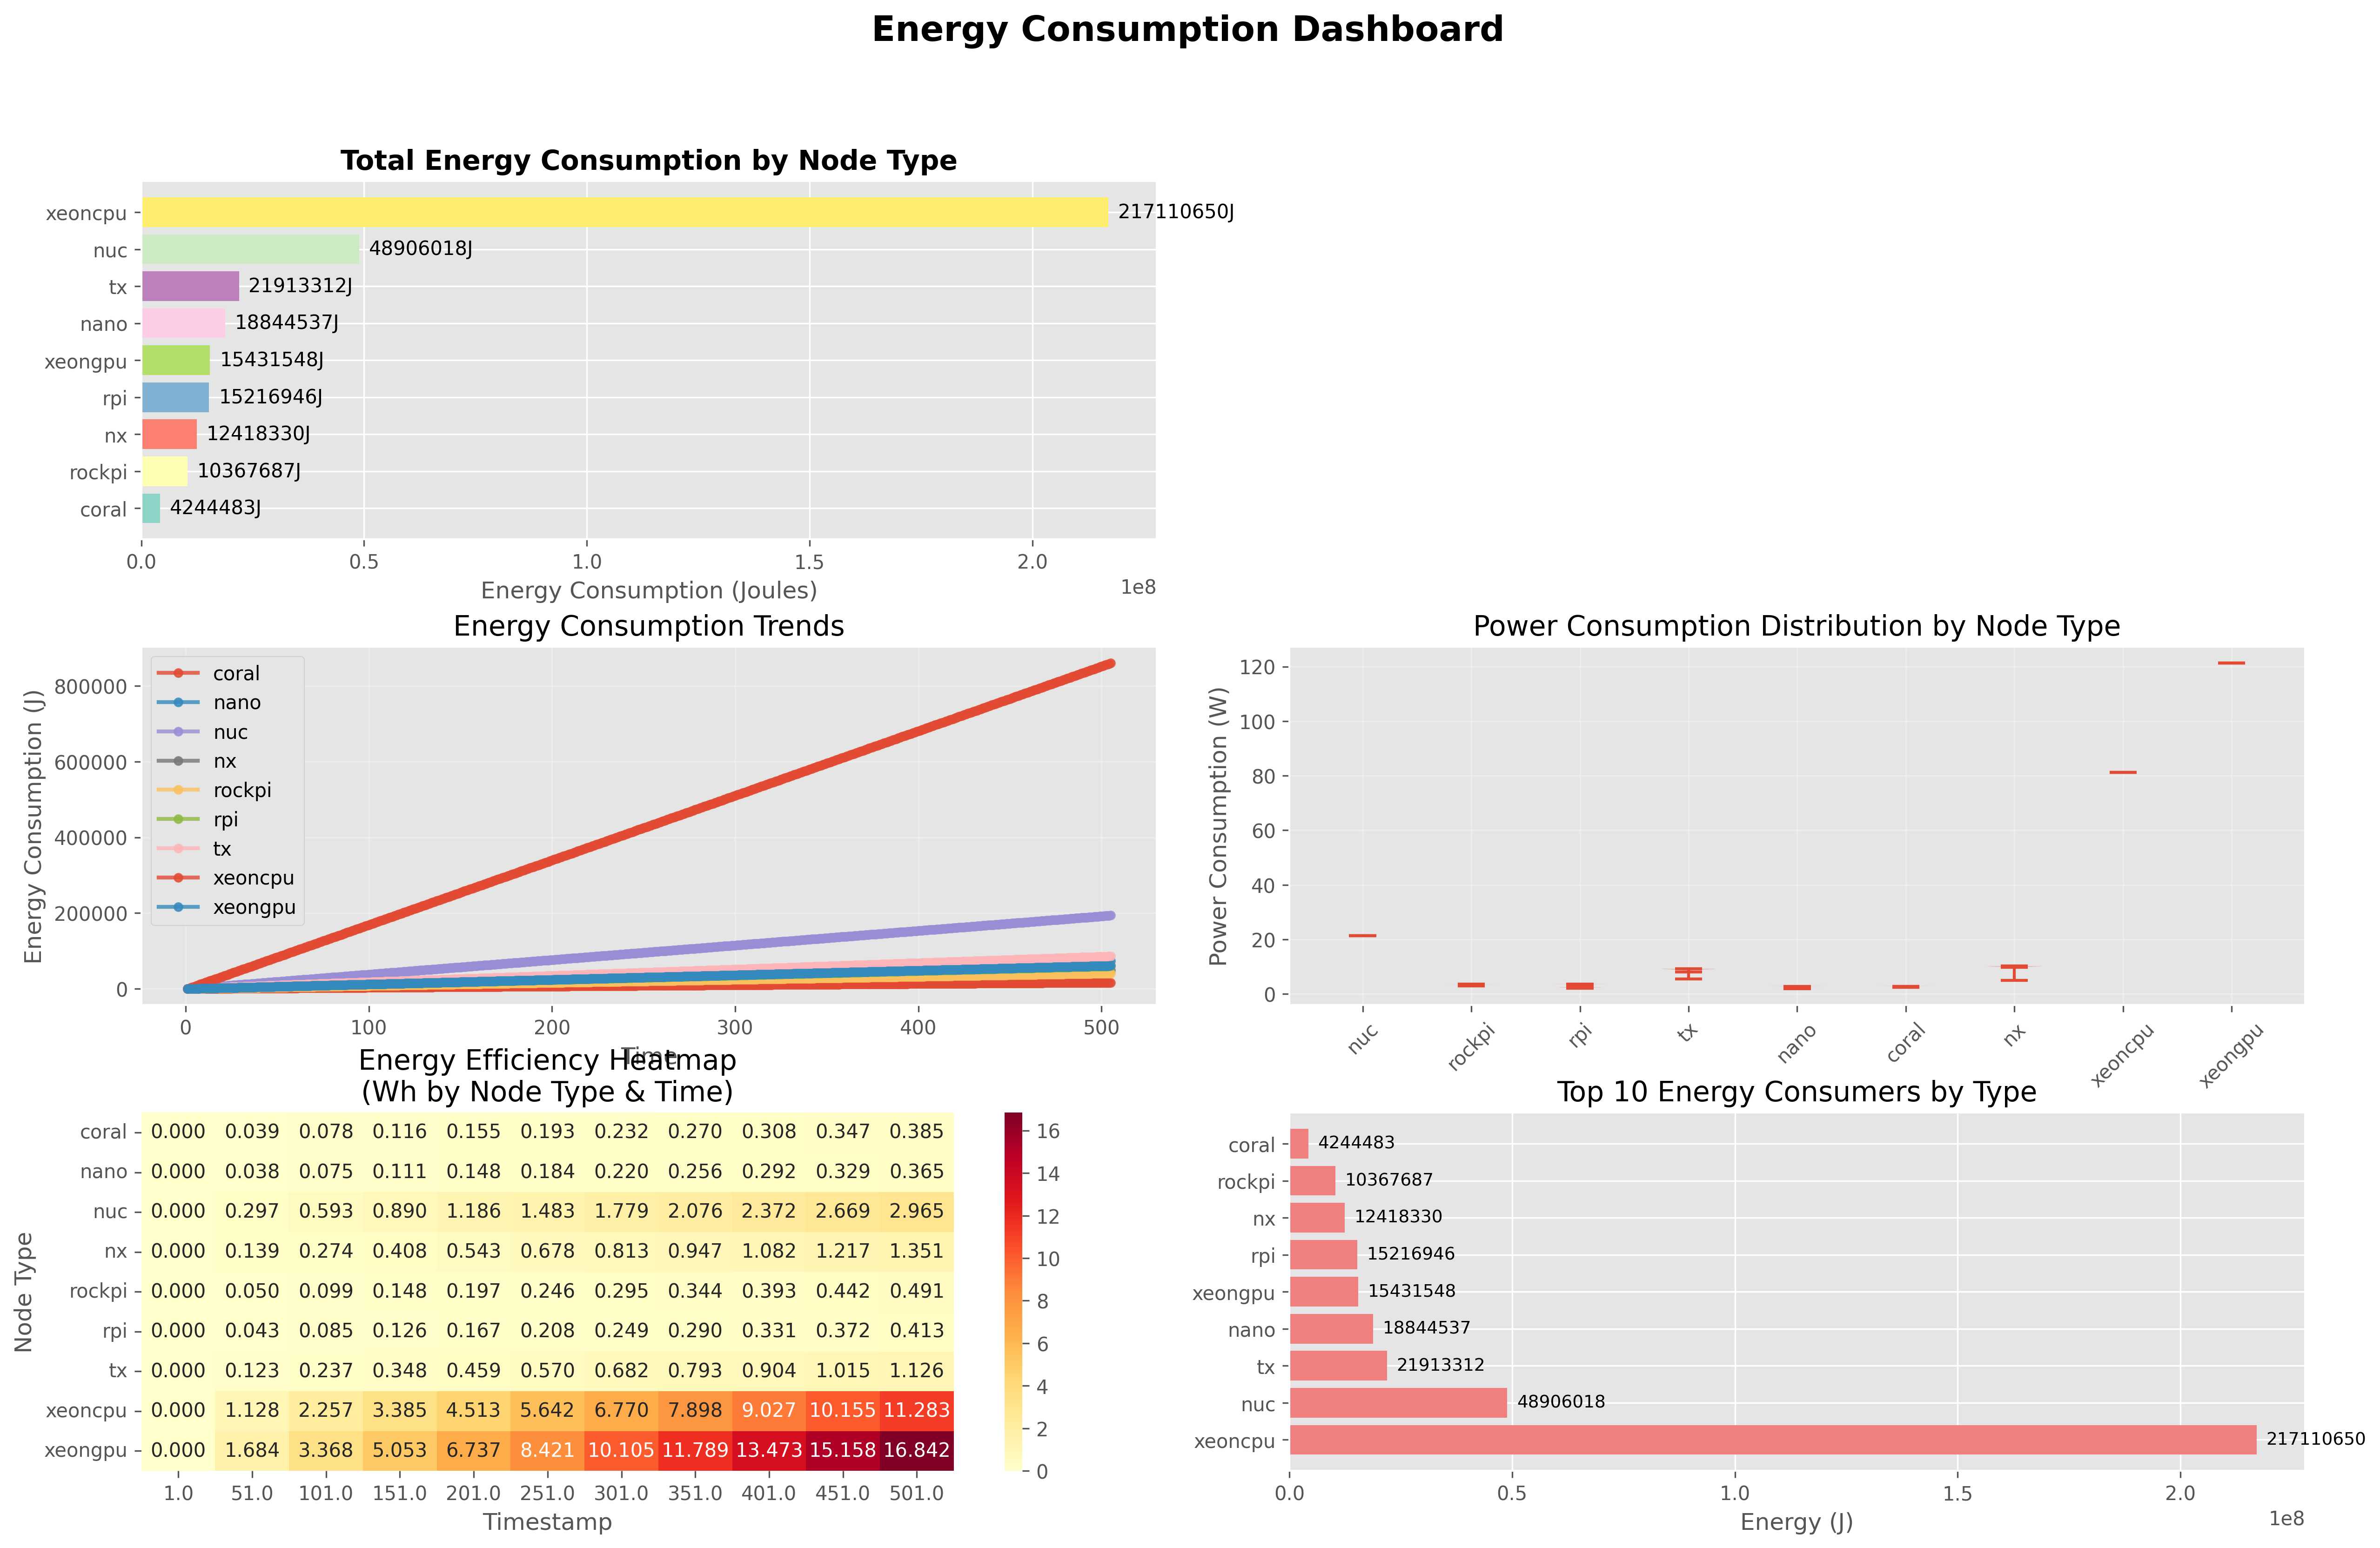 Energy Consumption Dashboard
Total Energy Consumption by Node Type
xeoncpu 217110650J
nuc 48906018J
tx 21913312J
nano 18844537J
xeongpu 15431548J
rpi 15216946J
nx 12418330J
rockpi 10367687J
coral 4244483J
0.0 0.5 1.0 1.5 2.0
1e8
Energy Consumption (Joules)
Energy Consumption Trends
Energy Consumption (J)
800000
600000
400000
200000
0
coral
nano
nuc
nx
rockpi
rpi
tx
xeoncpu
xeongpu
0 100 200 300 400 500
Time
Power Consumption Distribution by Node Type
Power Consumption (W)
120
100
80
60
40
20
0
nuc rockpi rpi tx nano coral nx xeoncpu xeongpu
Energy Efficiency Heatmap
(Wh by Node Type & Time)
Node Type
coral 0.000 0.039 0.078 0.116 0.155 0.193 0.232 0.270 0.308 0.347 0.385
nano 0.000 0.038 0.075 0.111 0.148 0.184 0.220 0.256 0.292 0.329 0.365
nuc 0.000 0.297 0.593 0.890 1.186 1.483 1.779 2.076 2.372 2.669 2.965
nx 0.000 0.139 0.274 0.408 0.543 0.678 0.813 0.947 1.082 1.217 1.351
rockpi 0.000 0.050 0.099 0.148 0.197 0.246 0.295 0.344 0.393 0.442 0.491
rpi 0.000 0.043 0.085 0.126 0.167 0.208 0.249 0.290 0.331 0.372 0.413
tx 0.000 0.123 0.237 0.348 0.459 0.570 0.682 0.793 0.904 1.015 1.126
xeoncpu 0.000 1.128 2.257 3.385 4.513 5.642 6.770 7.898 9.027 10.155 11.283
xeongpu 0.000 1.684 3.368 5.053 6.737 8.421 10.105 11.789 13.473 15.158 16.842
1.0 51.0 101.0 151.0 201.0 251.0 301.0 351.0 401.0 451.0 501.0
Timestamp
16
14
12
10
8
6
4
2
0
Top 10 Energy Consumers by Type
coral 4244483
rockpi 10367687
nx 12418330
rpi 15216946
xeongpu 15431548
nano 18844537
tx 21913312
nuc 48906018
xeoncpu 217110650
0.0 0.5 1.0 1.5 2.0
1e8
Energy (J)